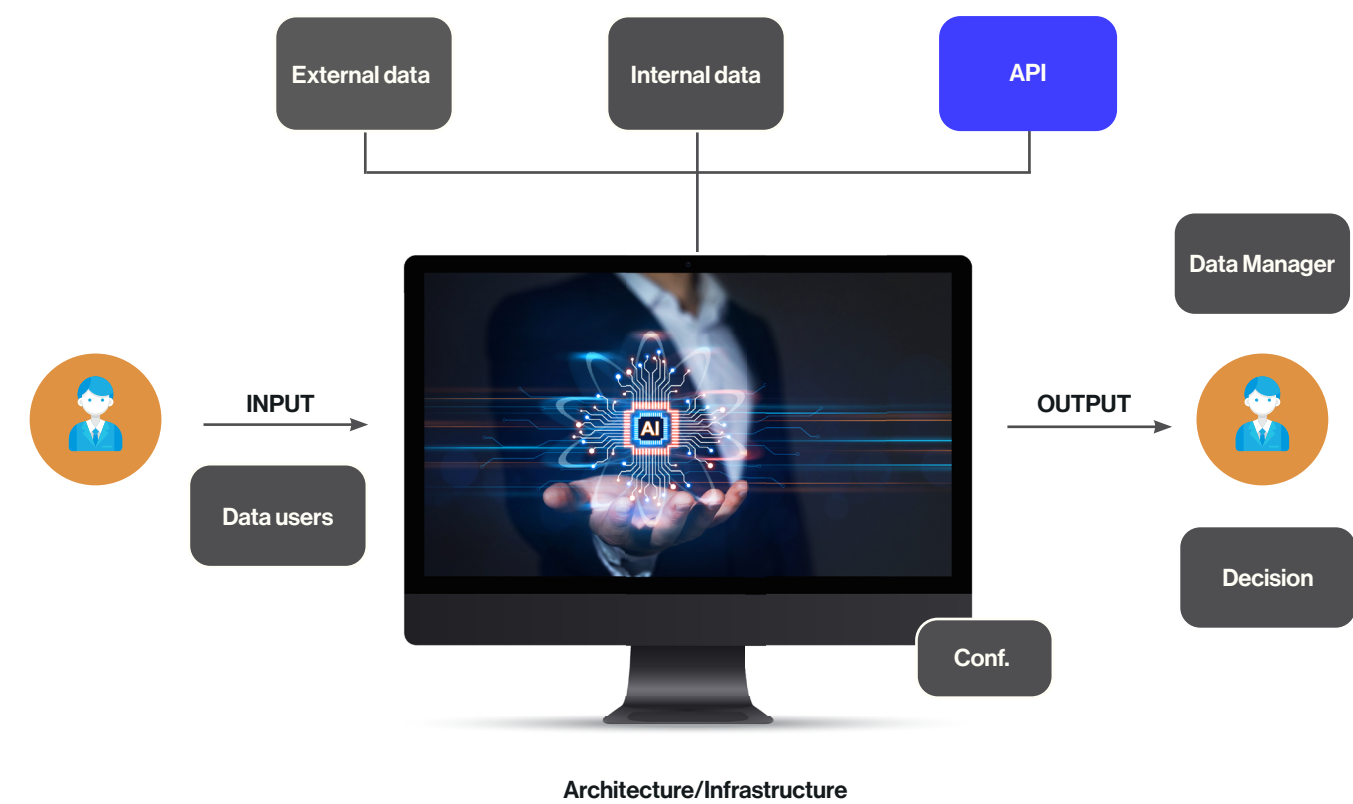 External data
Internal data
API
Data Manager
INPUT
AI
OUTPUT
Data users
Decision
Conf.
Architecture/Infrastructure